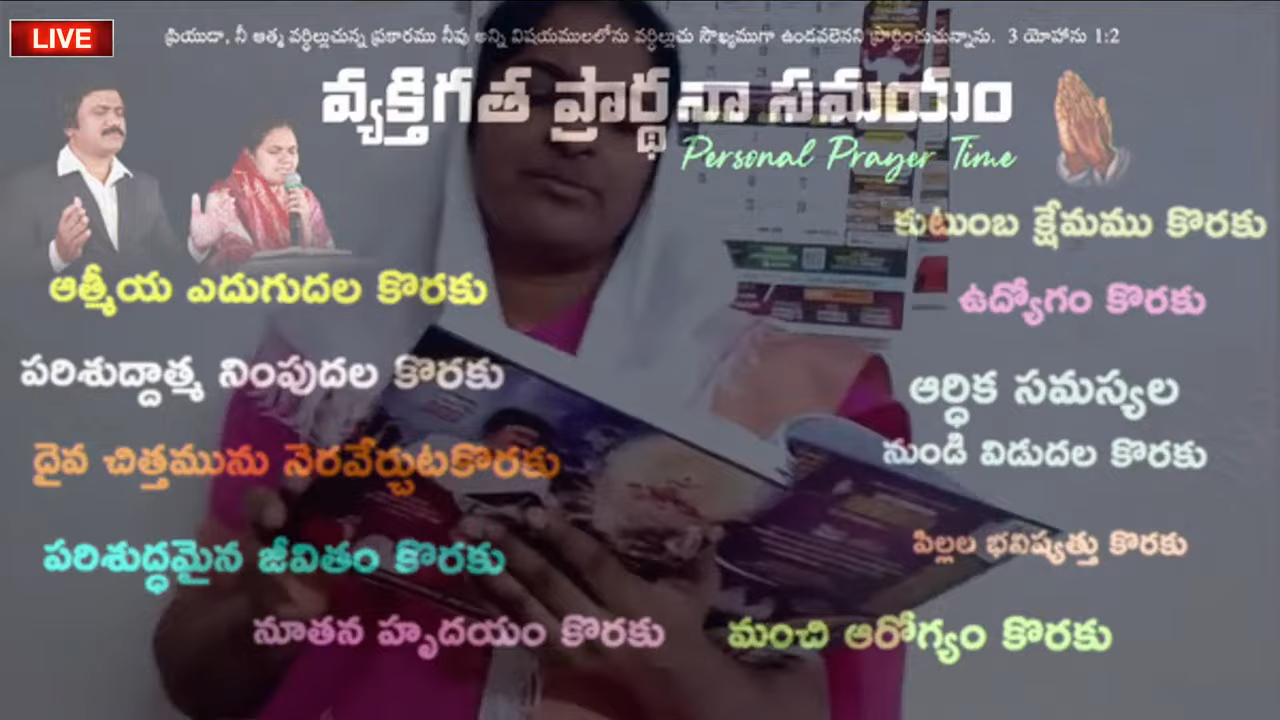 LIVE
ప్రియుడా, నీ ఆత్మ వర్ధిల్లుచున్న ప్రకారము నీవు అన్ని విషయములలోను వర్ధిల్లుచు సౌఖ్యముగా ఉండవలెనని ప్రార్థించుచున్నాను. 3 యోహాను 1:2
వ్యక్తిగత ప్రార్థనా సమయం
Personal Prayer Time
ఆత్మీయ ఎదుగుదల కొరకు
పరిశుద్దాత్మ నింపుదల కొరకు
దైవ చిత్తమును నెరవేర్చుటకొరకు
పరిశుద్ధమైన జీవితం కొరకు
నూతన హృదయం కొరకు
కుటుంబ క్షేమము కొరకు
ఉద్యోగం కొరకు
ఆర్ధిక సమస్యల
నుండి విడుదల కొరకు
పిల్లల భవిష్యత్తు కొరకు
మంచి ఆరోగ్యం కొరకు